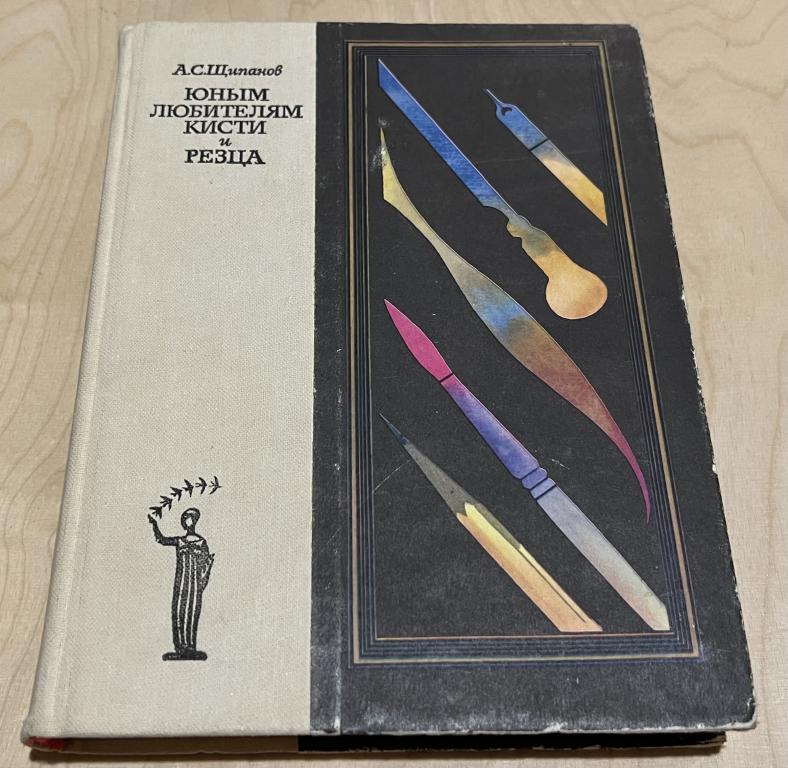 А.С.Щипанов
ЮНЫМ
ЛЮБИТЕЛЯМ
КИСТИ
и
РЕЗЦА